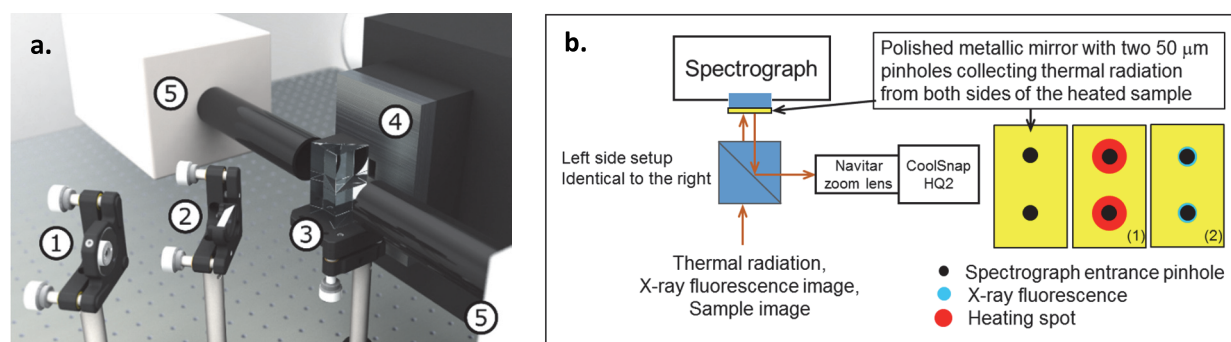 a.
5
4
2
1
3
5
b.
Spectrograph
Polished metallic mirror with two 50 μm
pinholes collecting thermal radiation
from both sides of the heated sample
Left side setup
Identical to the right
Navitar
zoom lens
CoolSnap
HQ2
(1)
(2)
Thermal radiation,
X-ray fluorescence image,
Sample image
Spectrograph entrance pinhole
X-ray fluorescence
Heating spot